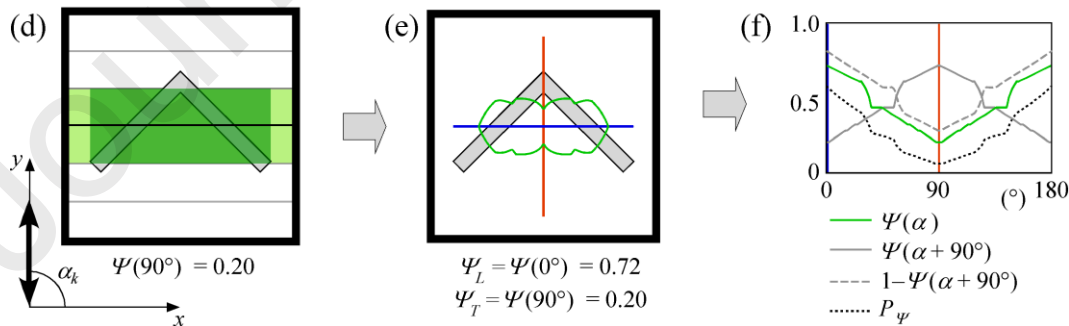 (d)
y
α_k
x
Ψ(90°) = 0.20
(e)
Ψ_L = Ψ(0°) = 0.72
Ψ_T = Ψ(90°) = 0.20
(f)
1.0
0.5
0
0 90 (°) 180
Ψ(α)
Ψ(α + 90°)
1–Ψ(α + 90°)
P_Ψ